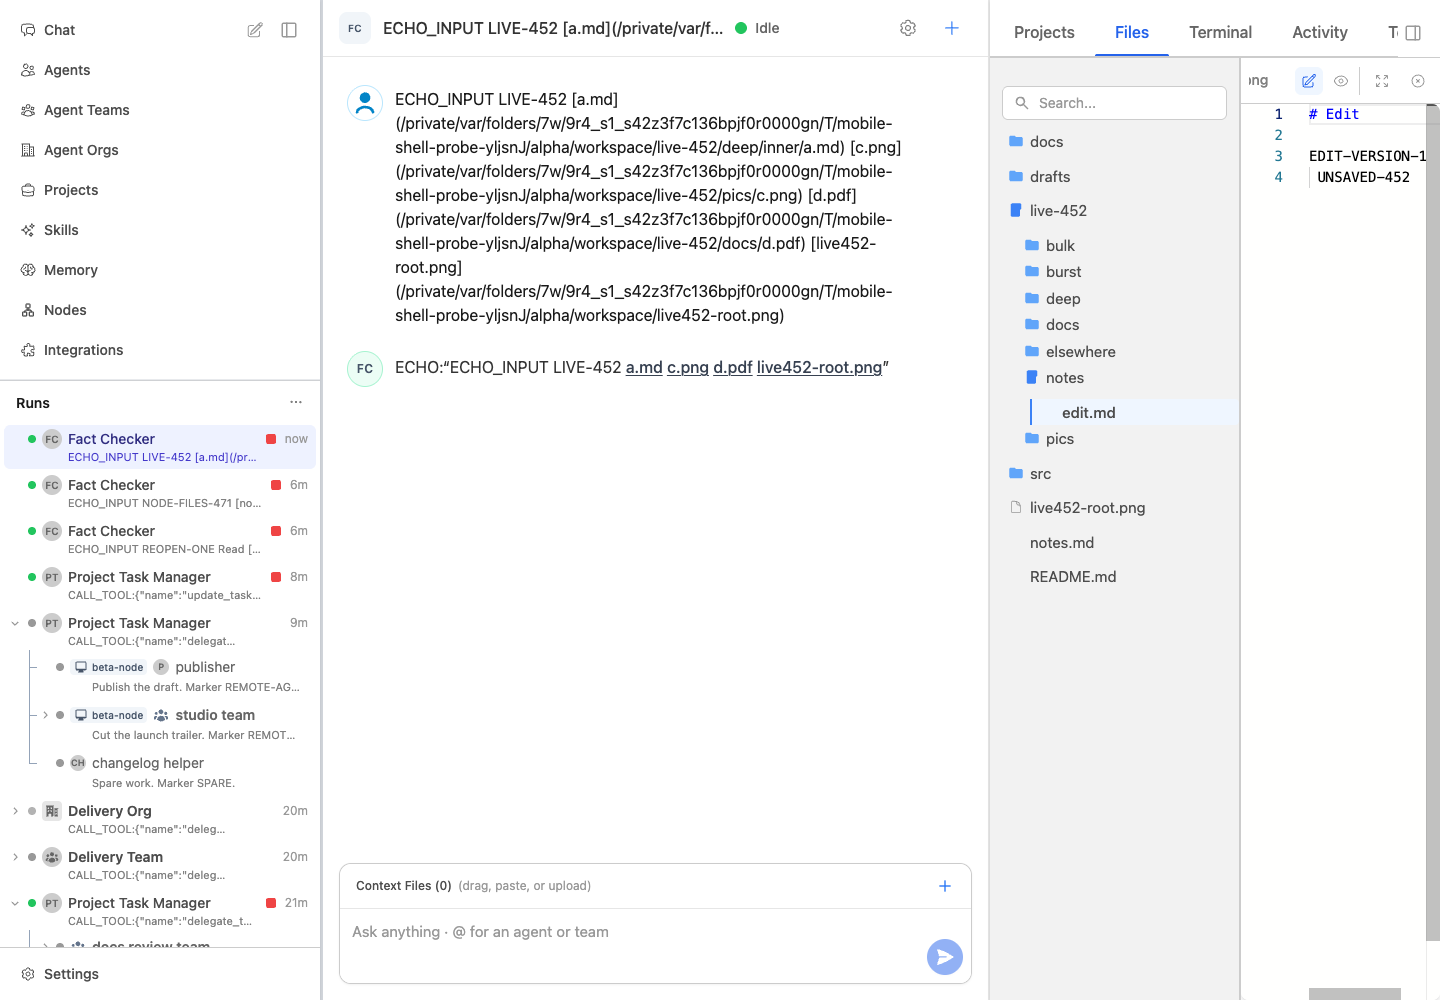 Chat
Agents
Agent Teams
Agent Orgs
Projects
Skills
Memory
Nodes
Integrations
Runs
Fact Checker
now
ECHO_INPUT LIVE-452 [a.md](/pr...
FC
Fact Checker
6m
ECHO_INPUT NODE-FILES-471 [no...
FC
Fact Checker
6m
ECHO_INPUT REOPEN-ONE Read [...
FC
Project Task Manager
8m
CALL_TOOL:{"name":"update_task...
PT
Project Task Manager
9m
CALL_TOOL:{"name":"delegat...
PT
beta-node
P
publisher
Publish the draft. Marker REMOTE-AG...
beta-node
studio team
Cut the launch trailer. Marker REMOT...
CH
changelog helper
Spare work. Marker SPARE.
Delivery Org
20m
CALL_TOOL:{"name":"deleg...
Delivery Team
20m
CALL_TOOL:{"name":"deleg...
PT
Project Task Manager
21m
CALL_TOOL:{"name":"delegate_t...
docs review team
Settings
FC
ECHO_INPUT LIVE-452 [a.md](/private/var/f...
Idle
ECHO_INPUT LIVE-452 [a.md]
(/private/var/folders/7w/9r4_s1_s42z3f7c136bpjf0r0000gn/T/mobile-
shell-probe-yljsnJ/alpha/workspace/live-452/deep/inner/a.md) [c.png]
(/private/var/folders/7w/9r4_s1_s42z3f7c136bpjf0r0000gn/T/mobile-
shell-probe-yljsnJ/alpha/workspace/live-452/pics/c.png) [d.pdf]
(/private/var/folders/7w/9r4_s1_s42z3f7c136bpjf0r0000gn/T/mobile-
shell-probe-yljsnJ/alpha/workspace/live-452/docs/d.pdf) [live452-
root.png]
(/private/var/folders/7w/9r4_s1_s42z3f7c136bpjf0r0000gn/T/mobile-
shell-probe-yljsnJ/alpha/workspace/live452-root.png)
FC
ECHO:“ECHO_INPUT LIVE-452 a.md c.png d.pdf live452-root.png”
Context Files (0) (drag, paste, or upload)
Ask anything · @ for an agent or team
Projects
Files
Terminal
Activity
Search...
docs
drafts
live-452
bulk
burst
deep
docs
elsewhere
notes
edit.md
pics
src
live452-root.png
notes.md
README.md
png
1 # Edit
2
3 EDIT-VERSION-1
4 UNSAVED-452